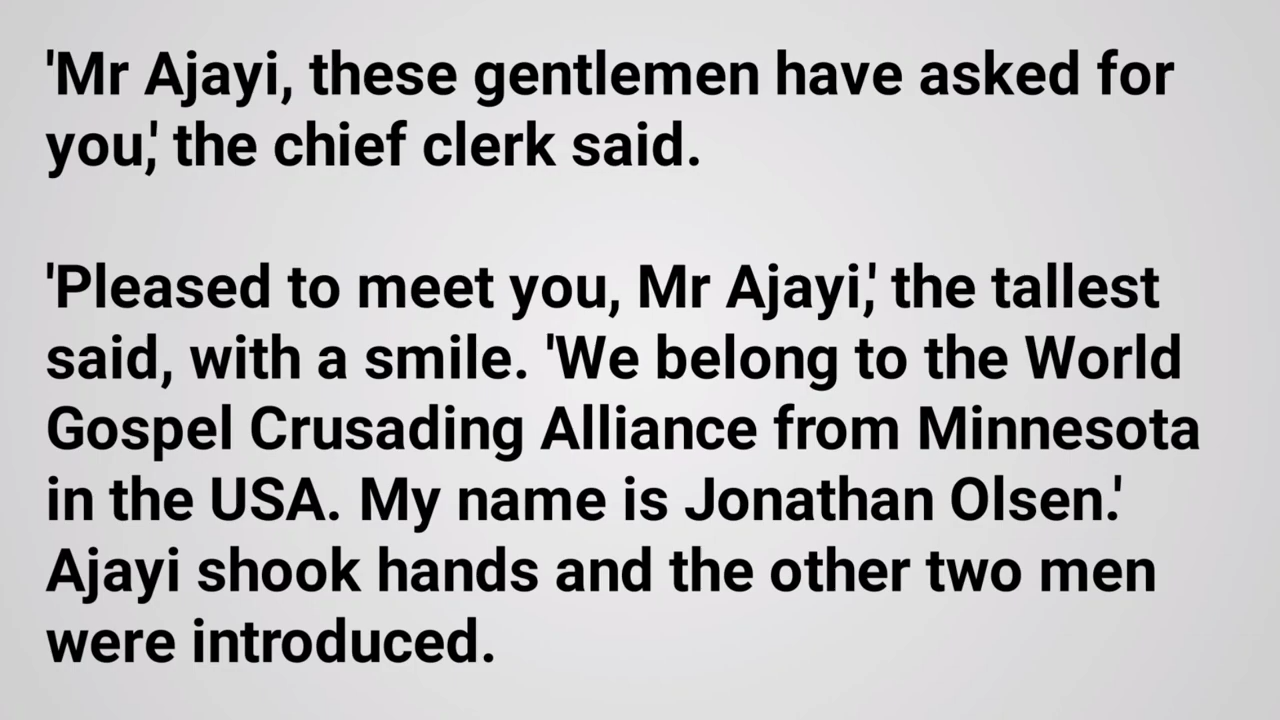 'Mr Ajayi, these gentlemen have asked for
you,' the chief clerk said.
'Pleased to meet you, Mr Ajayi,' the tallest
said, with a smile. 'We belong to the World
Gospel Crusading Alliance from Minnesota
in the USA. My name is Jonathan Olsen.'
Ajayi shook hands and the other two men
were introduced.